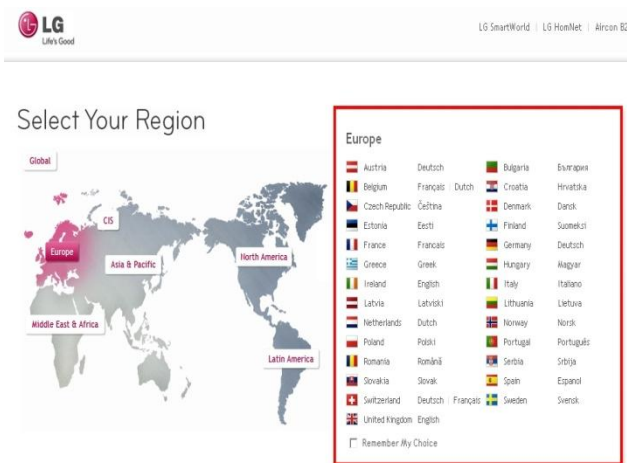 LG
Life's Good
LG SmartWorld | LG HomNet | Aircon B2
Select Your Region
Global
CIS
Europe
Asia & Pacific
North America
Middle East & Africa
Latin America
Europe
Austria Deutsch Bulgaria България
Belgium Français | Dutch Croatia Hrvatska
Czech Republic Čeština Denmark Dansk
Estonia Eesti Finland Suomeksi
France Francais Germany Deutsch
Greece Greek Hungary Magyar
Ireland English Italy Italiano
Latvia Latviski Lithuania Lietuva
Netherlands Dutch Norway Norsk
Poland Polski Portugal Português
Romania Română Serbia Srbija
Slovakia Slovak Spain Espanol
Switzerland Deutsch | Français Sweden Svensk
United Kingdom English
Remember My Choice